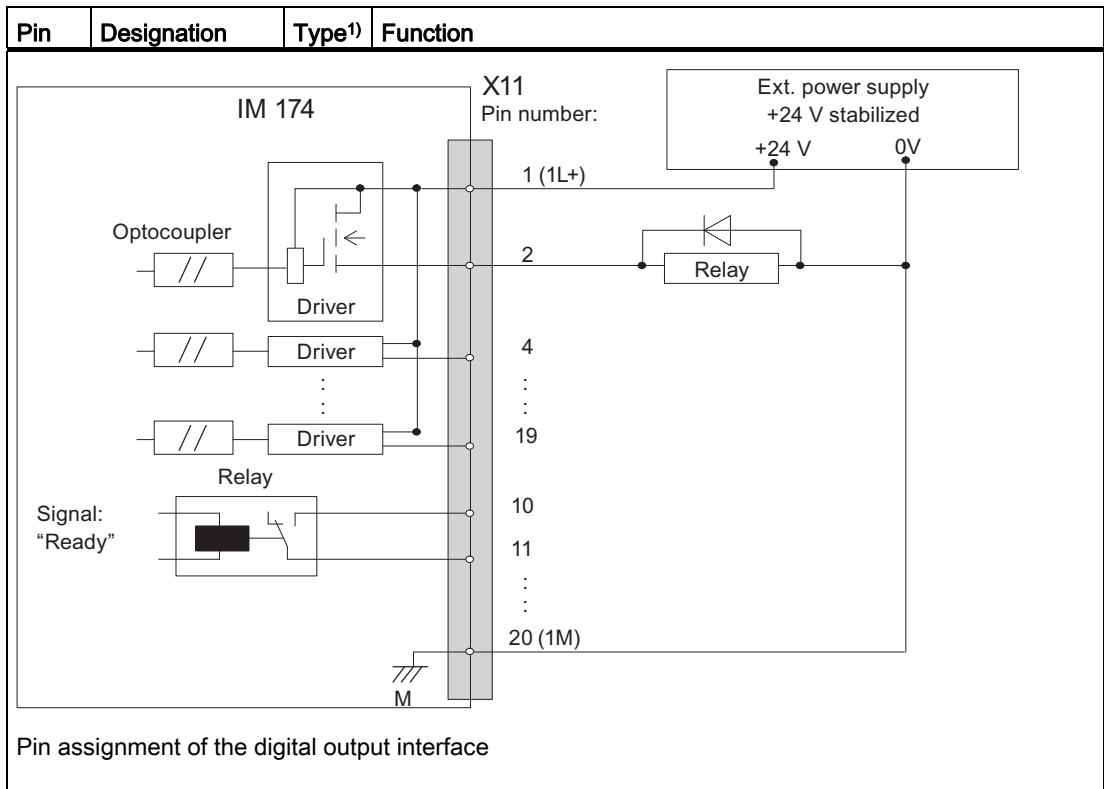 Pin Designation Type1) Function
X11
Pin number:
IM 174
Ext. power supply
+24 V stabilized
+24 V 0V
1 (1L+)
Optocoupler
//
2
Relay
Driver
// Driver 4
:
:
:
:
// Driver 19
Relay
Signal:
“Ready”
10
11
:
:
20 (1M)
M
Pin assignment of the digital output interface